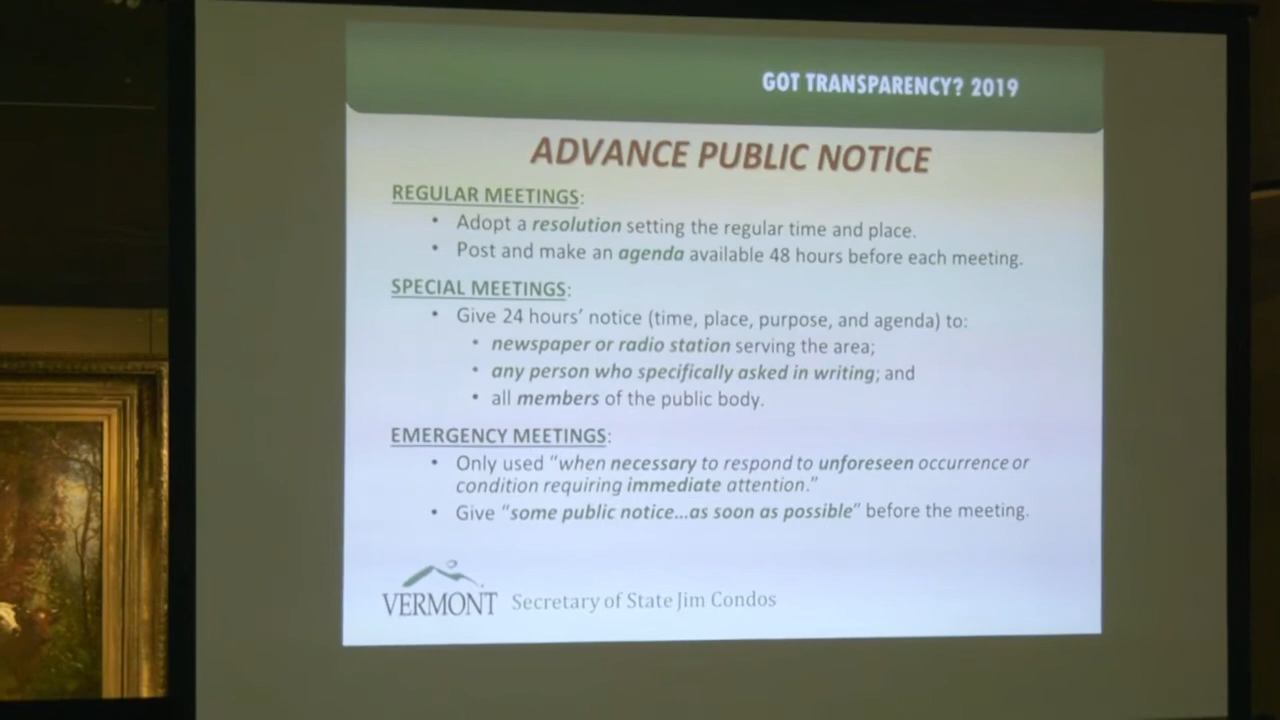 GOT TRANSPARENCY? 2019
ADVANCE PUBLIC NOTICE
REGULAR MEETINGS:
• Adopt a resolution setting the regular time and place.
• Post and make an agenda available 48 hours before each meeting.
SPECIAL MEETINGS:
• Give 24 hours’ notice (time, place, purpose, and agenda) to:
• newspaper or radio station serving the area;
• any person who specifically asked in writing; and
• all members of the public body.
EMERGENCY MEETINGS:
• Only used “when necessary to respond to unforeseen occurrence or
condition requiring immediate attention.”
• Give “some public notice...as soon as possible” before the meeting.
VERMONT Secretary of State Jim Condos